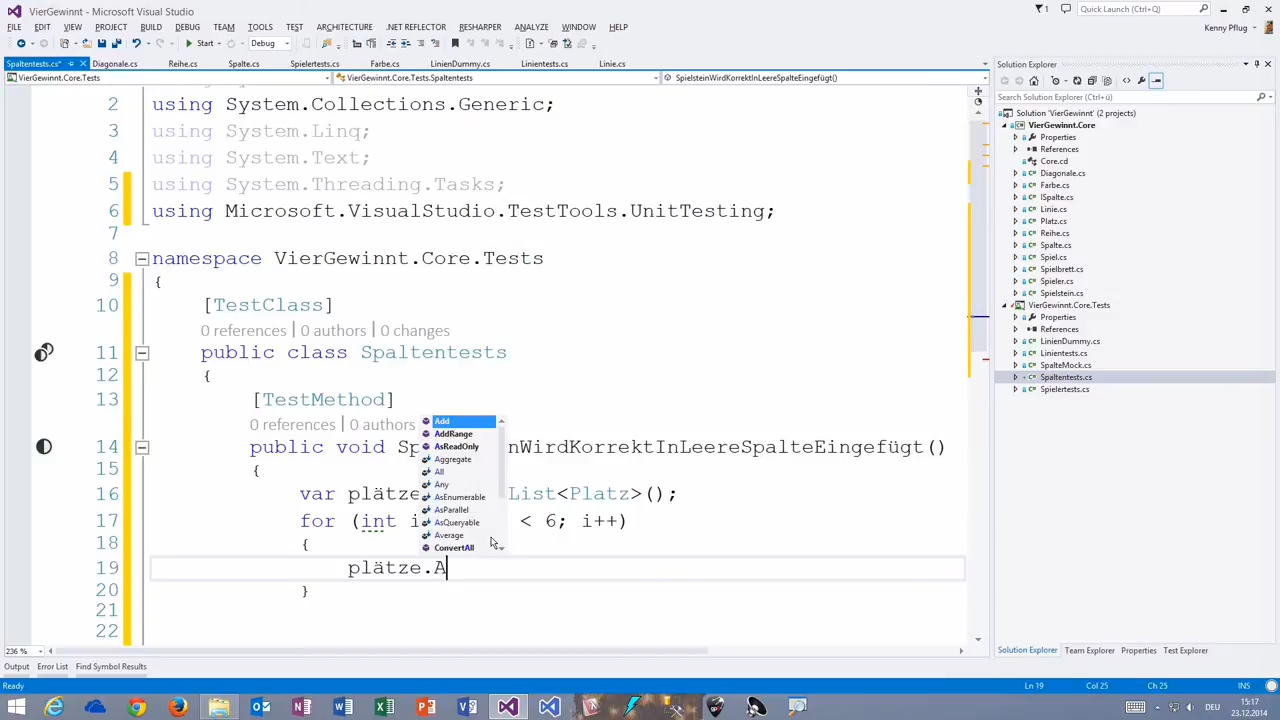 VierGewinnt - Microsoft Visual Studio
1
Quick Launch (Ctrl+Q)
FILE EDIT VIEW PROJECT BUILD DEBUG TEAM TOOLS TEST ARCHITECTURE .NET REFLECTOR RESHARPER ANALYZE WINDOW HELP
Kenny Pflug
Start
Debug
Spaltentests.cs* Diagonale.cs Reihe.cs Spalte.cs Spielertests.cs Farbe.cs LinienDummy.cs Linientests.cs Linie.cs
VierGewinnt.Core.Tests
VierGewinnt.Core.Tests.Spaltentests
SpielsteinWirdKorrektInLeereSpalteEingefügt()
2 using System.Collections.Generic;
3 using System.Linq;
4 using System.Text;
5 using System.Threading.Tasks;
6 using Microsoft.VisualStudio.TestTools.UnitTesting;
7
8 namespace VierGewinnt.Core.Tests
9 {
10 [TestClass]
0 references | 0 authors | 0 changes
11 public class Spaltentests
12 {
13 [TestMethod]
0 references | 0 authors
14 public void Sp nWirdKorrektInLeereSpalteEingefügt()
15 {
16 var plätze List<Platz>();
17 for (int i < 6; i++)
18 {
19 plätze.A
20 }
21
22
Add
AddRange
AsReadOnly
Aggregate
All
Any
AsEnumerable
AsParallel
AsQueryable
Average
ConvertAll
236 %
Solution Explorer
Search Solution Explorer (Ctrl+ü)
Solution 'VierGewinnt' (2 projects)
VierGewinnt.Core
Properties
References
Core.cd
Diagonale.cs
Farbe.cs
ISpalte.cs
Linie.cs
Platz.cs
Reihe.cs
Spalte.cs
Spiel.cs
Spielbrett.cs
Spieler.cs
Spielstein.cs
VierGewinnt.Core.Tests
Properties
References
LinienDummy.cs
Linientests.cs
SpalteMock.cs
Spaltentests.cs
Spielertests.cs
Solution Explorer Team Explorer Properties Test Explorer
Output Error List Find Symbol Results
Ready
Ln 19 Col 25 Ch 25 INS
DEU
15:17
23.12.2014